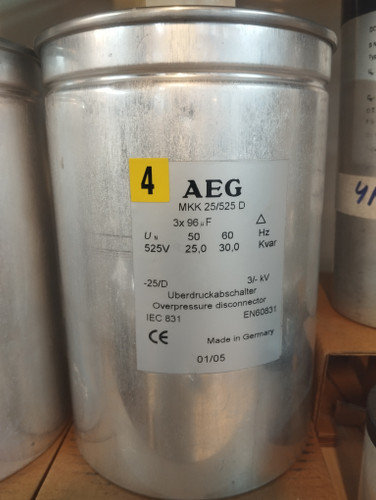 4
AEG
MKK 25/525 D
3x 96 µF △
U N 50 60 Hz
525V 25,0 30,0 Kvar
-25/D 3/- kV
Überdruckabschalter
Overpressure disconnector
IEC 831 EN60831
CE Made in Germany
01/05